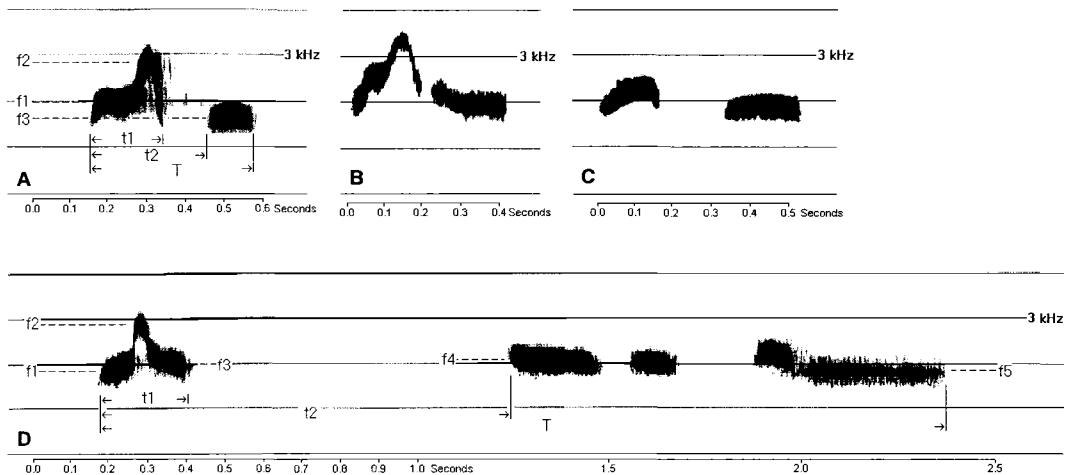 f2 3 kHz 3 kHz 3 kHz
f1
f3
t1
t2
T
A B C
0.0 0.1 0.2 0.3 0.4 0.5 0.6 Seconds 0.0 0.1 0.2 0.3 0.4 Seconds 0.0 0.1 0.2 0.3 0.4 0.5 Seconds
f2 3 kHz
f1 f3 f4 f5
t1
t2
T
D
0.0 0.1 0.2 0.3 0.4 0.5 0.6 0.7 0.8 0.9 1.0 Seconds 1.5 2.0 2.5